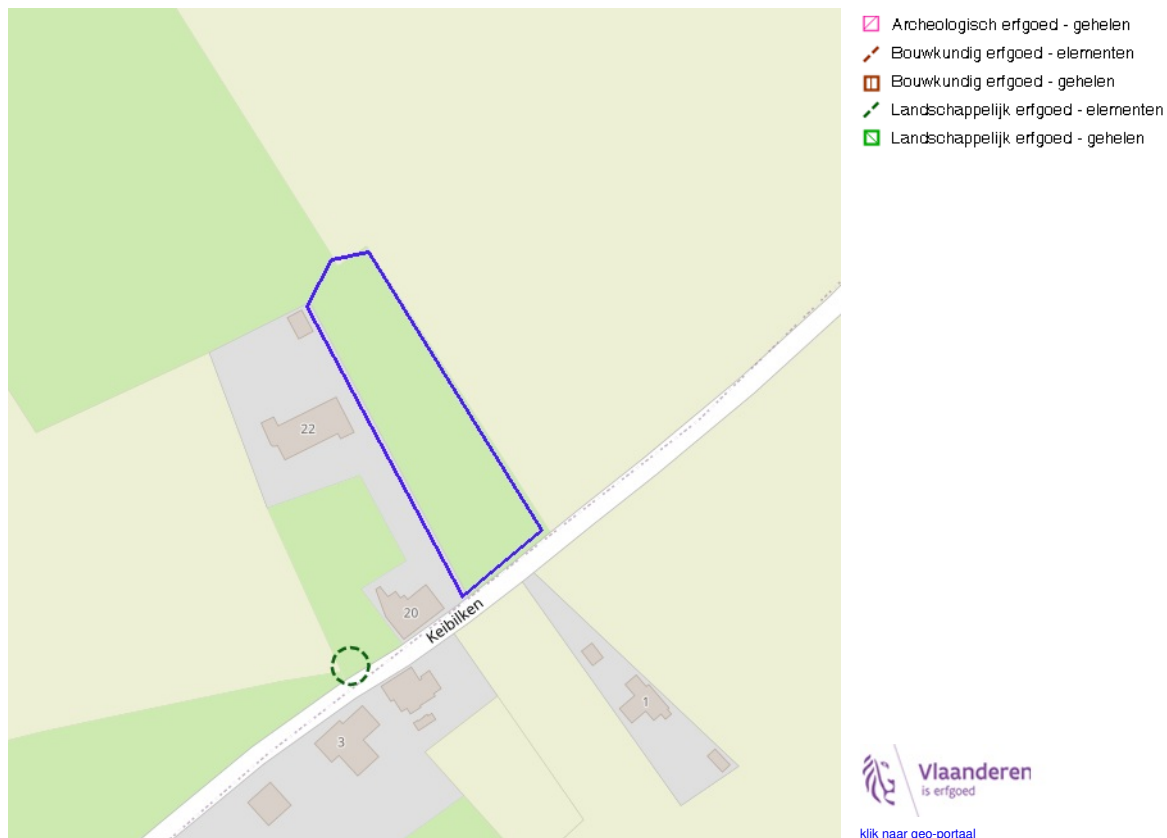 Archeologisch erfgoed - gehelen
Bouwkundig erfgoed - elementen
Bouwkundig erfgoed - gehelen
Landschappelijk erfgoed - elementen
Landschappelijk erfgoed - gehelen
22
20
Keibilken
1
3
Vlaanderen
is erfgoed
klik naar geo-portaal